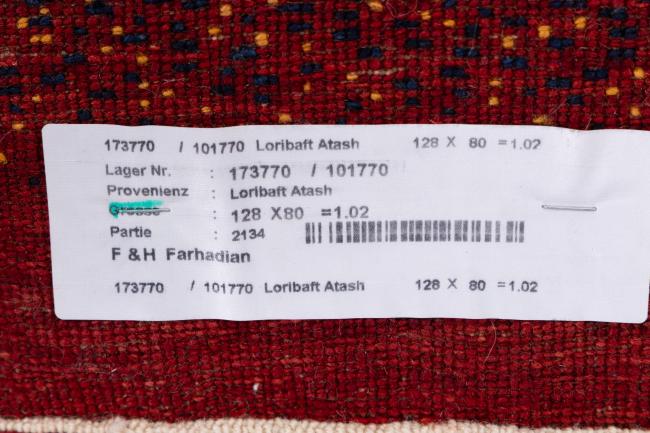 173770 / 101770 Loribaft Atash 128 X 80 =1.02
Lager Nr. : 173770 / 101770
Provenienz : Loribaft Atash
Grosse : 128 X80 =1.02
Partie : 2134
F & H Farhadian
173770 / 101770 Loribaft Atash 128 X 80 =1.02